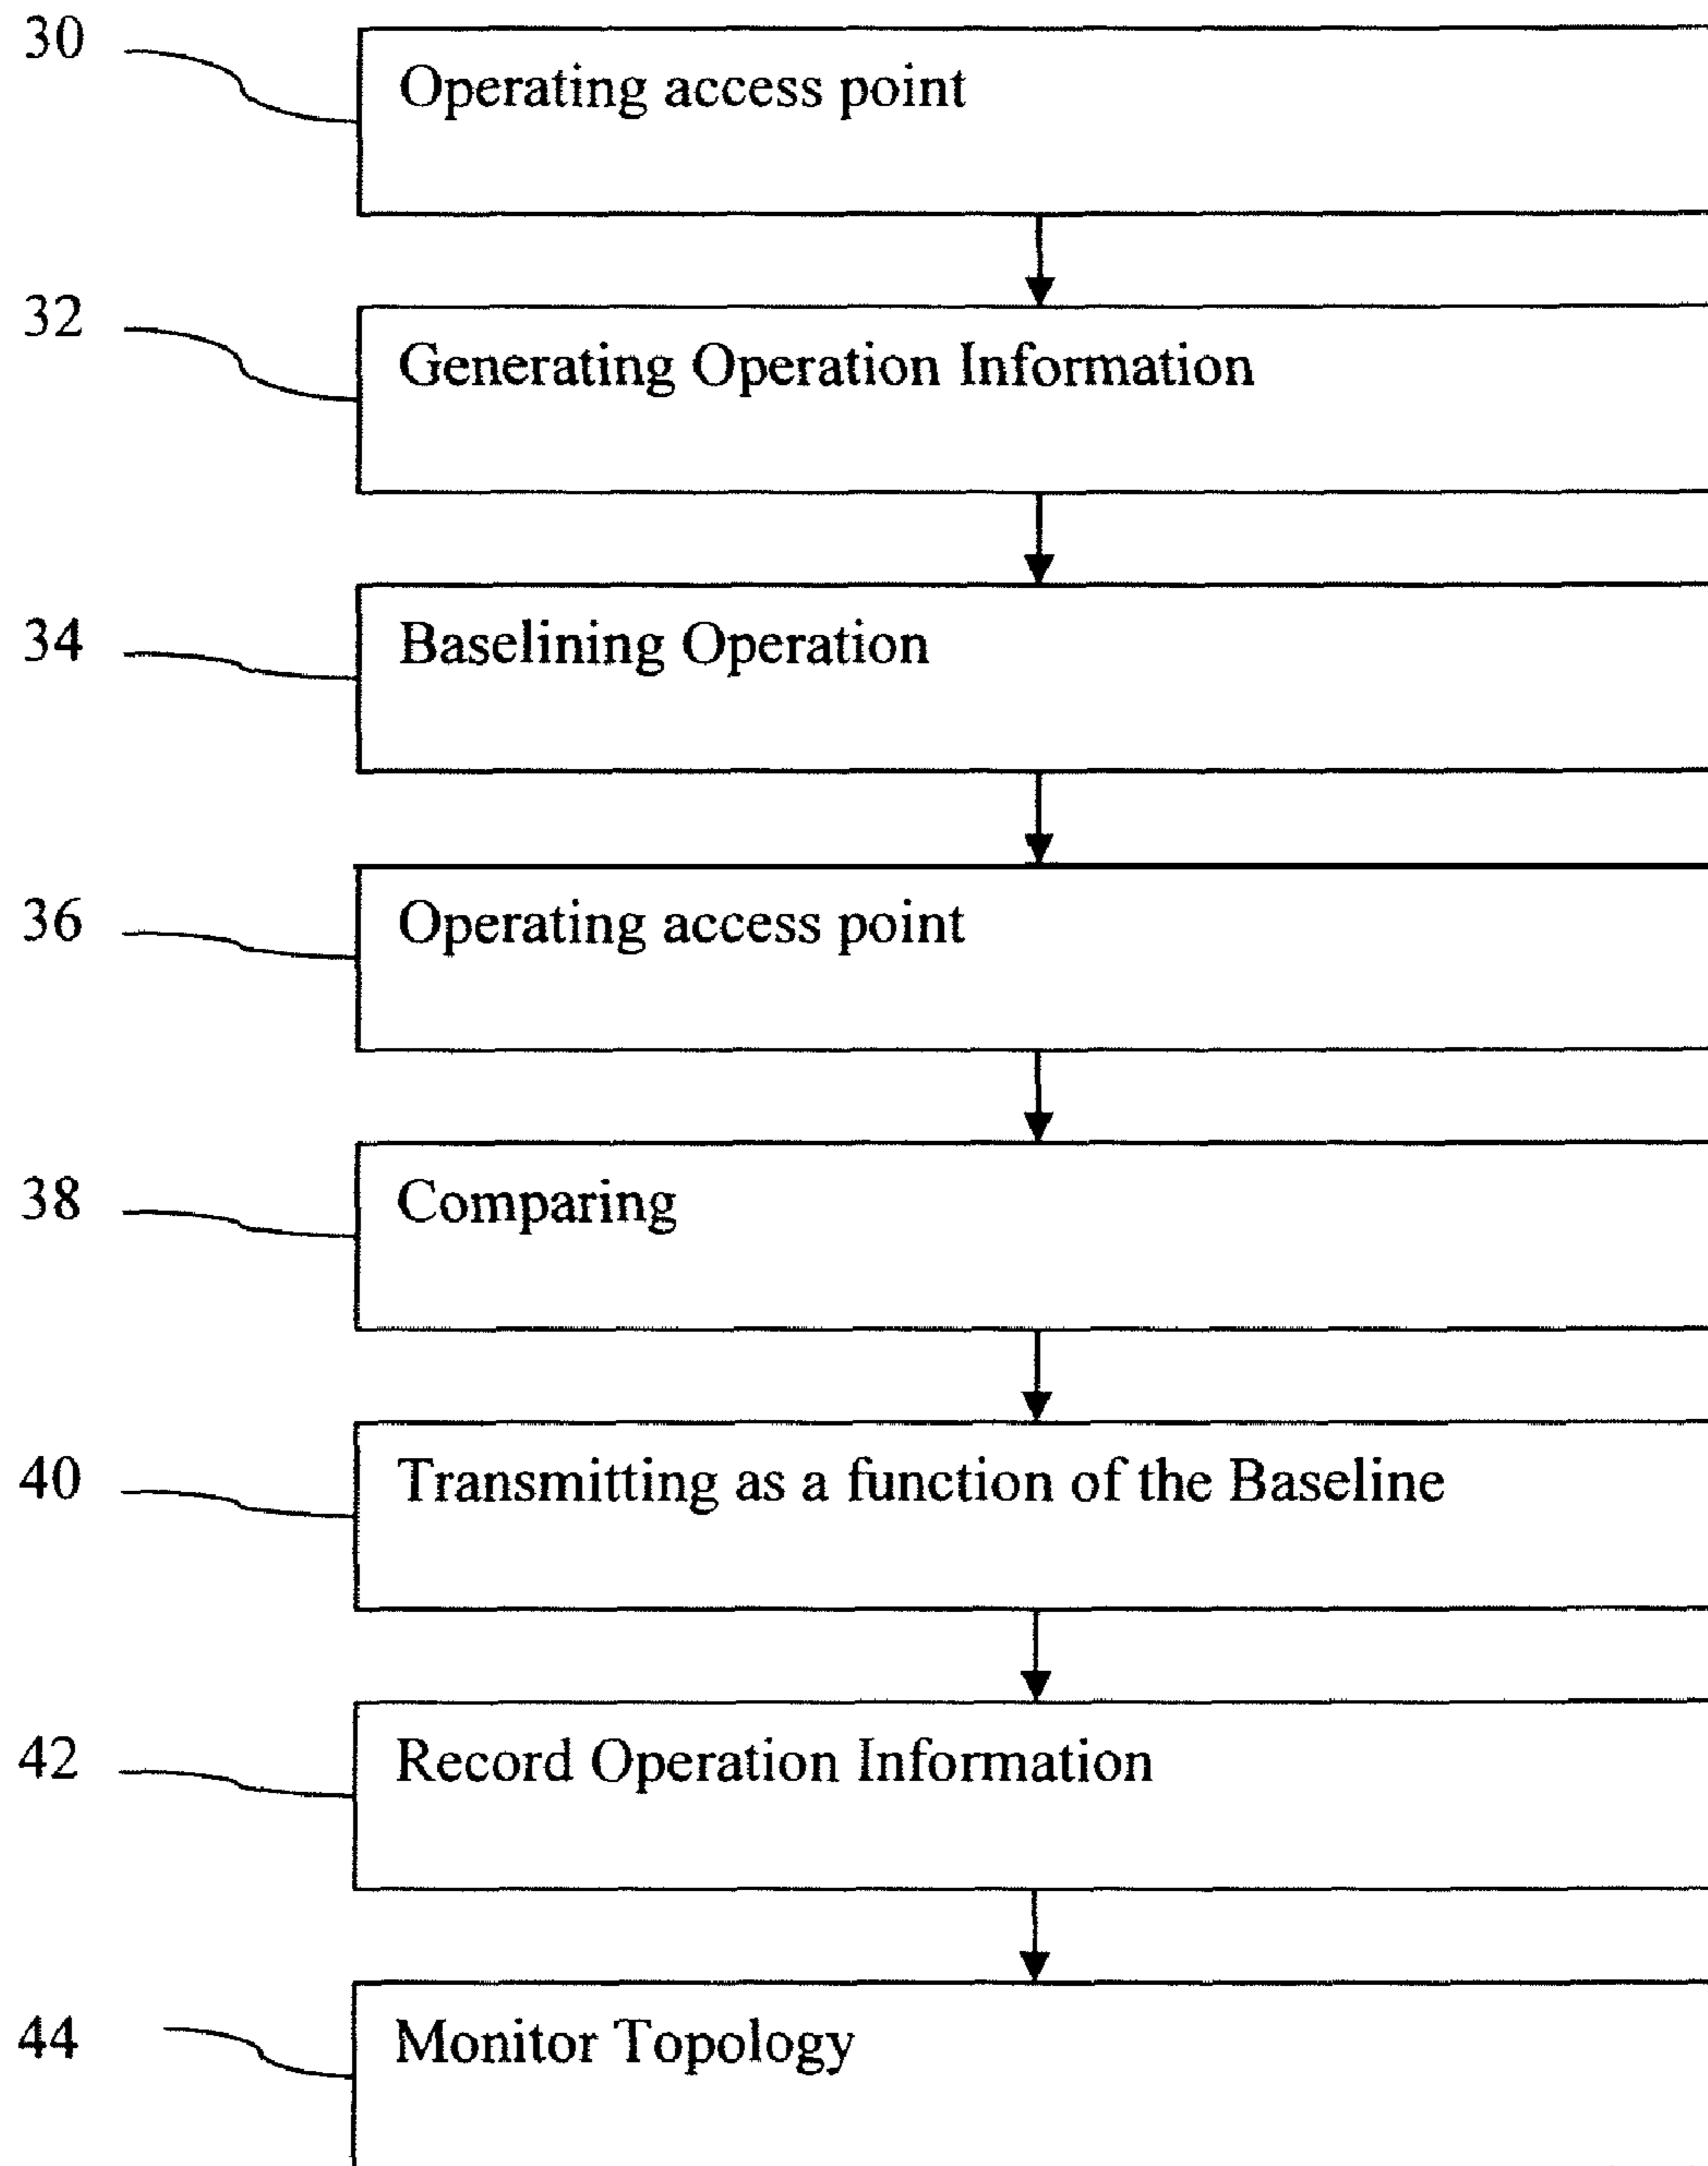 30
Operating access point
32
Generating Operation Information
34
Baselining Operation
36
Operating access point
38
Comparing
40
Transmitting as a function of the Baseline
42
Record Operation Information
44
Monitor Topology